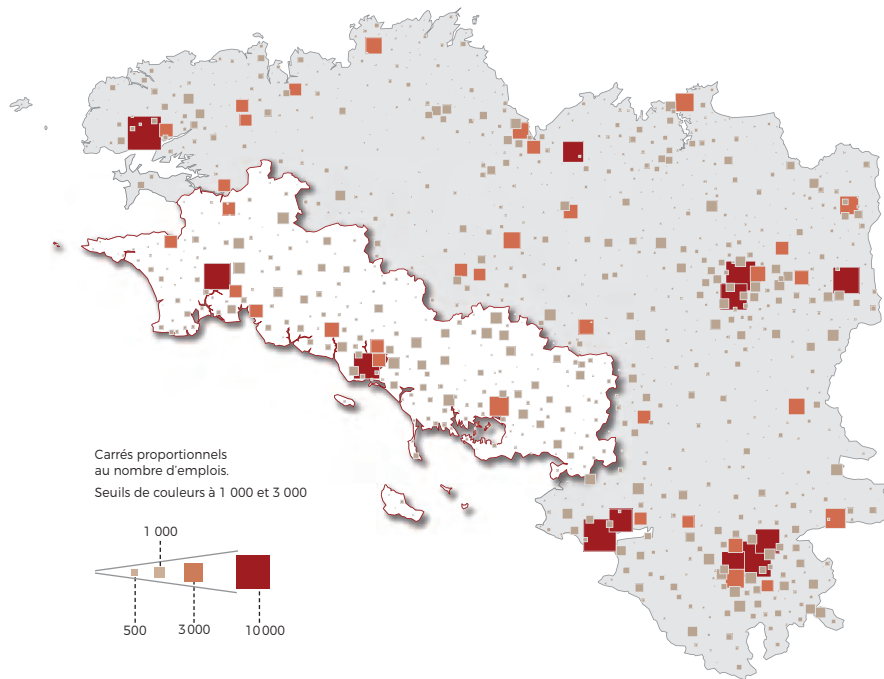 Carrés proportionnels
au nombre d'emplois.
Seuils de couleurs à 1 000 et 3 000
1 000
500
3 000
10 000